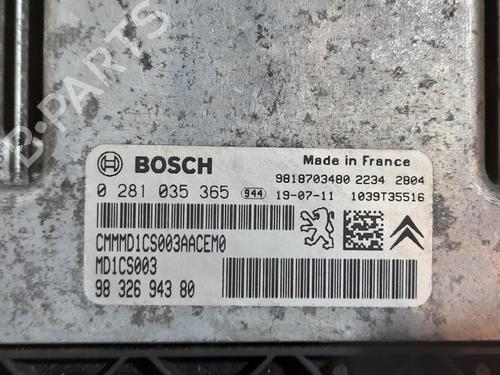 B-PARTS
BOSCH
Made in France
9818703480 2234 2804
0 281 035 365 944 19-07-11 1039T35516
CMMMD1CS003AACEM0
MD1CS003
98 326 943 80